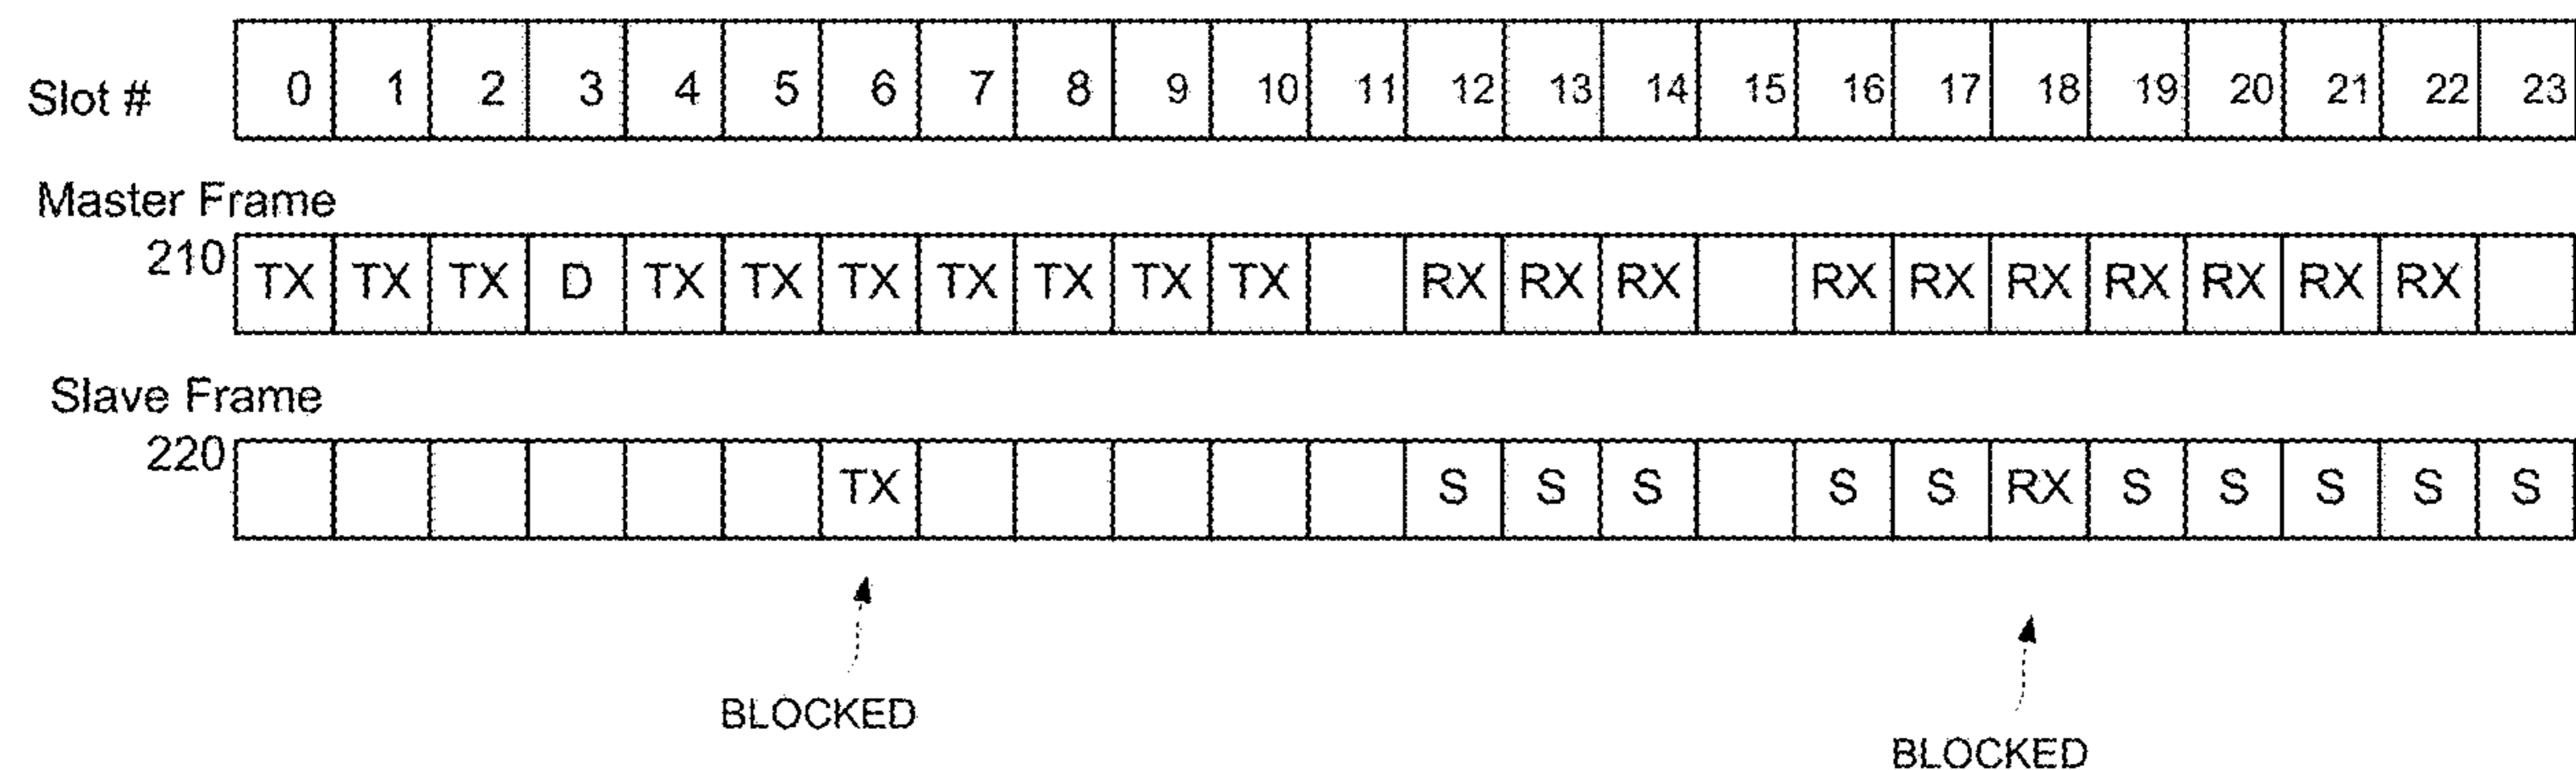 Slot # 0 1 2 3 4 5 6 7 8 9 10 11 12 13 14 15 16 17 18 19 20 21 22 23
Master Frame
210 TX TX TX D TX TX TX TX TX TX TX RX RX RX RX RX RX RX RX RX RX
Slave Frame
220 TX S S S S S RX S S S S S
BLOCKED
BLOCKED